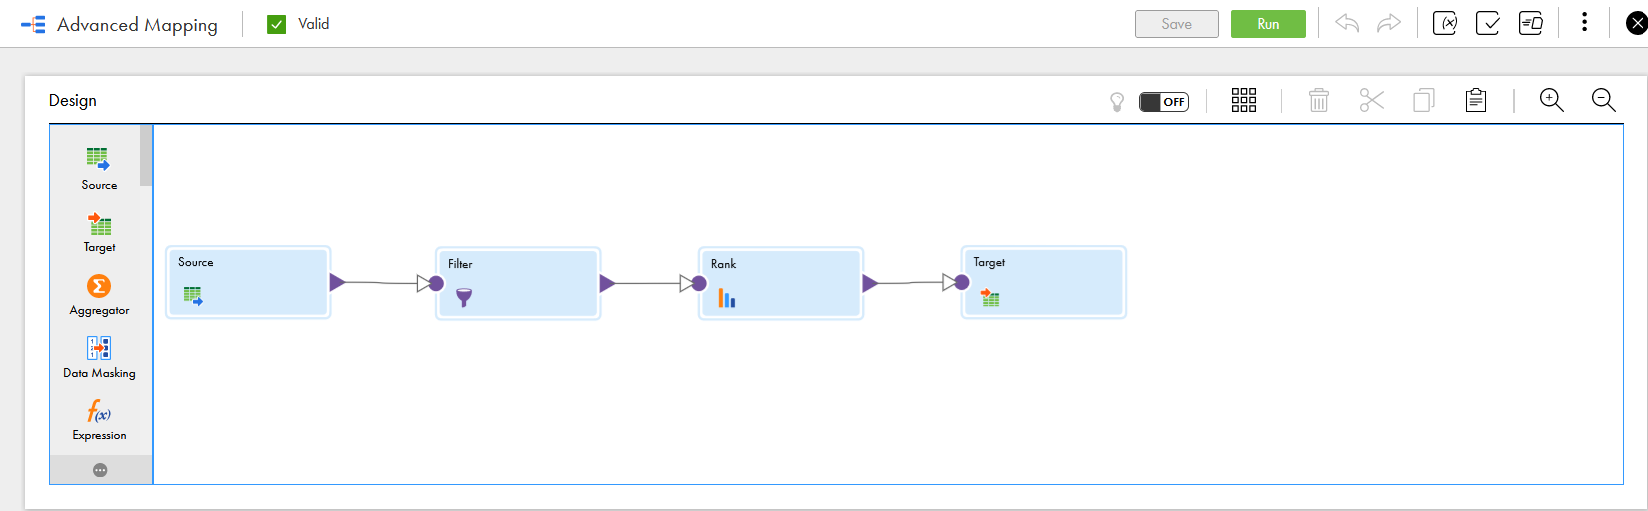 Advanced Mapping
Valid
Save
Run
Design
OFF
Source
Target
Aggregator
Data Masking
Expression
Source
Filter
Rank
Target